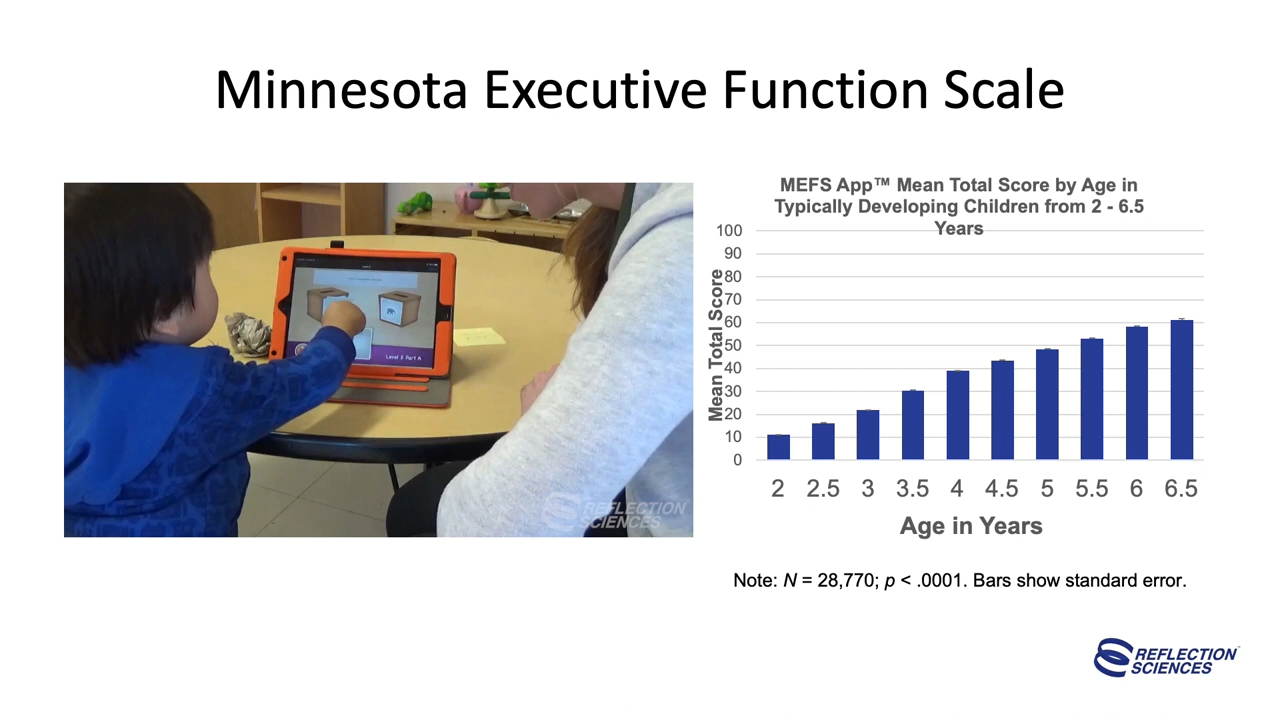 Minnesota Executive Function Scale
Level 2 Part A
REFLECTION
SCIENCES
MEFS App™ Mean Total Score by Age in
Typically Developing Children from 2 - 6.5
Years
Mean Total Score
100
90
80
70
60
50
40
30
20
10
0
2 2.5 3 3.5 4 4.5 5 5.5 6 6.5
Age in Years
Note: N = 28,770; p < .0001. Bars show standard error.
REFLECTION
SCIENCES